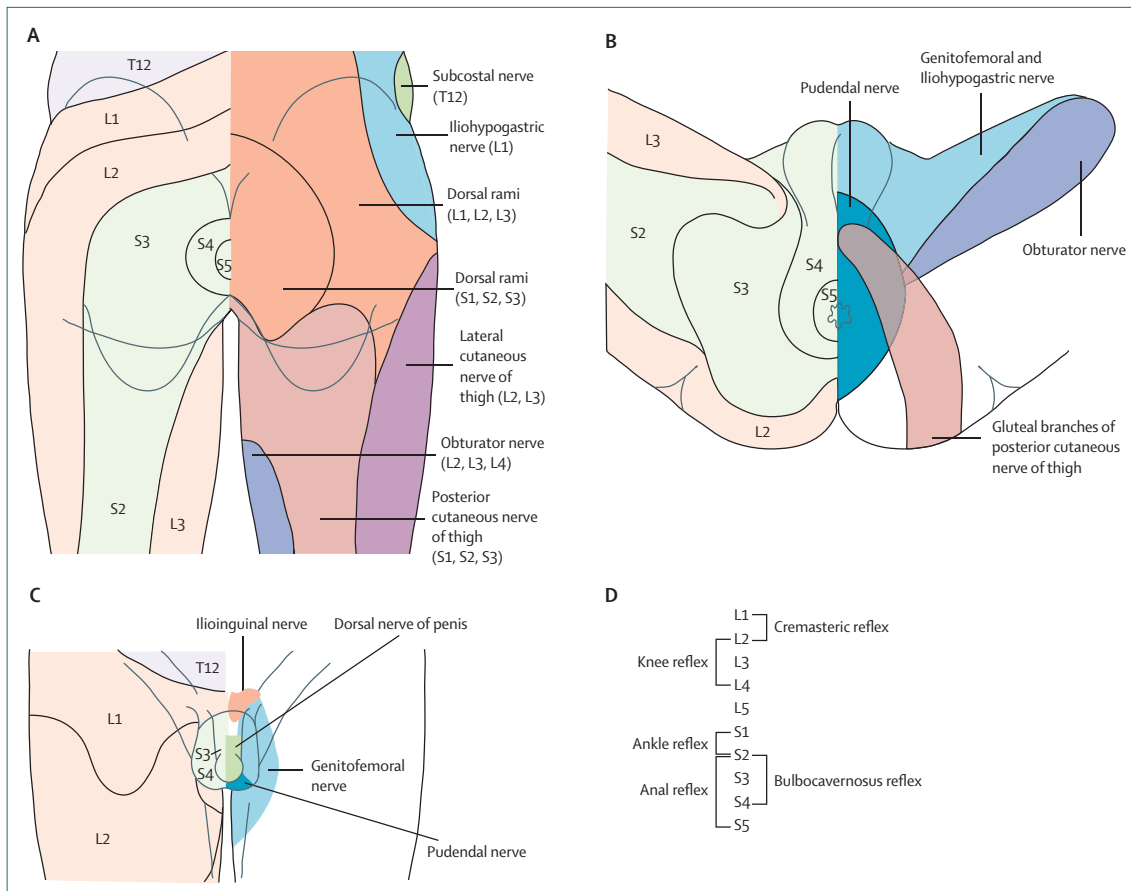 A
T12
L1
L2
S3
S4
S5
S2
L3
Subcostal nerve
(T12)
Iliohypogastric
nerve (L1)
Dorsal rami
(L1, L2, L3)
Dorsal rami
(S1, S2, S3)
Lateral
cutaneous
nerve of
thigh (L2, L3)
Obturator nerve
(L2, L3, L4)
Posterior
cutaneous nerve
of thigh
(S1, S2, S3)
B
Genitofemoral and
Iliohypogastric nerve
Pudendal nerve
L3
S2
S3
S4
S5
L2
Obturator nerve
Gluteal branches of
posterior cutaneous
nerve of thigh
C
Ilioinguinal nerve
Dorsal nerve of penis
T12
L1
S3
S4
L2
Genitofemoral
nerve
Pudendal nerve
D
L1
Cremasteric reflex
L2
Knee reflex
L3
L4
L5
S1
Ankle reflex
S2
S3
Bulbocavernosus reflex
Anal reflex
S4
S5